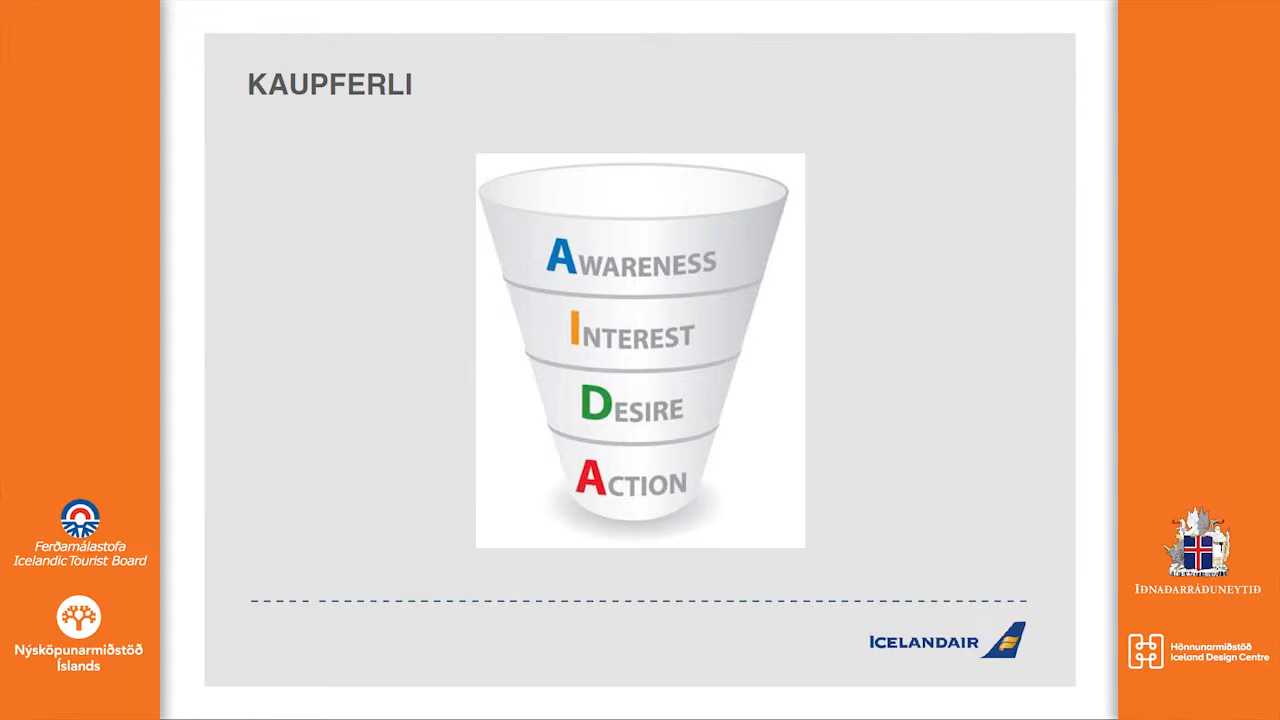 KAUPFERLI
AWARENESS
INTEREST
DESIRE
ACTION
ICELANDAIR
Ferðamálastofa
Icelandic Tourist Board
Nýsköpunarmiðstöð
Íslands
IÐNAÐARRÁÐUNEYTIÐ
Hönnunarmiðstöð
Iceland Design Centre